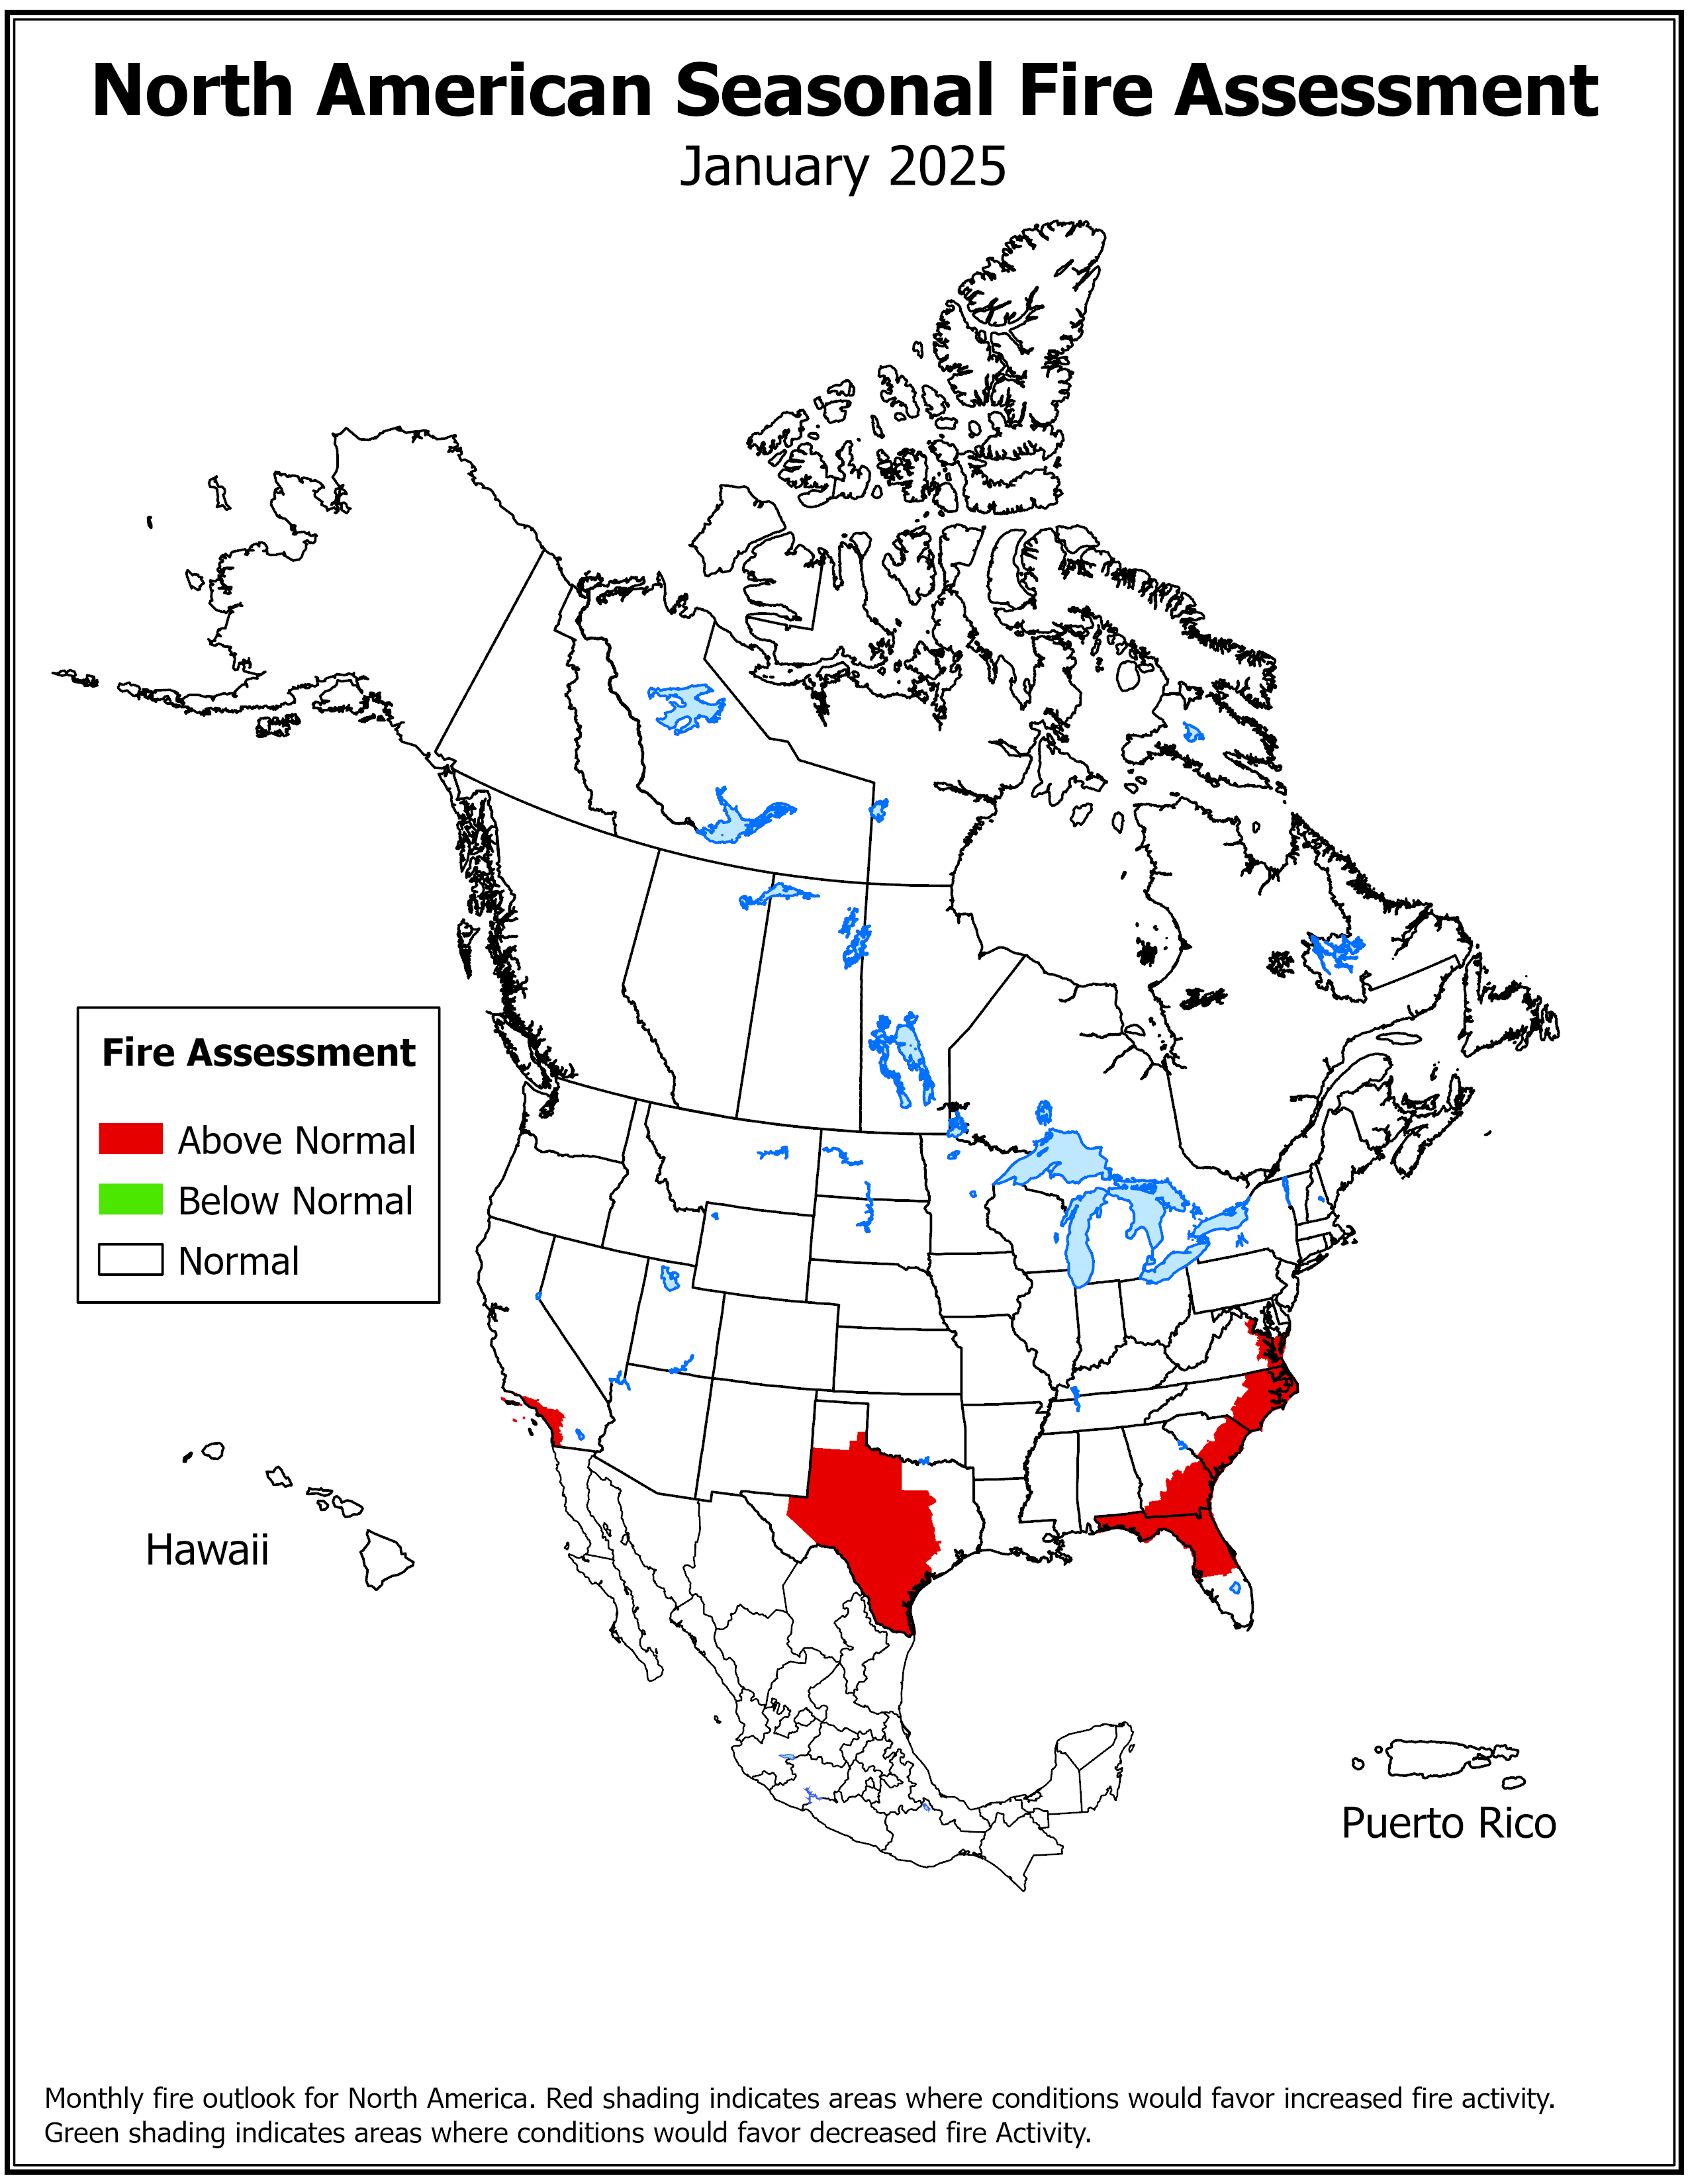 North American Seasonal Fire Assessment
January 2025
Fire Assessment
Above Normal
Below Normal
Normal
Hawaii
Puerto Rico
Monthly fire outlook for North America. Red shading indicates areas where conditions would favor increased fire activity.
Green shading indicates areas where conditions would favor decreased fire Activity.